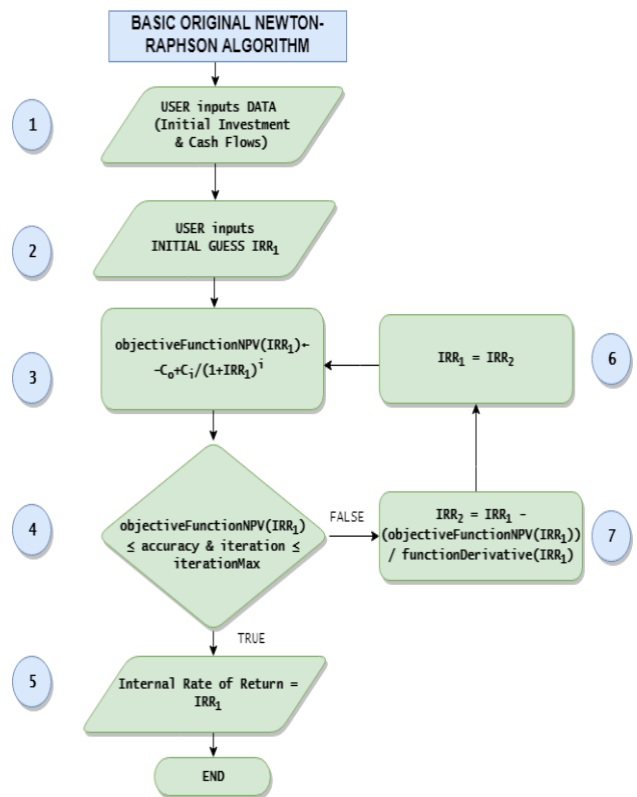 BASIC ORIGINAL NEWTON-
RAPHSON ALGORITHM
1
USER inputs DATA
(Initial Investment
& Cash Flows)
2
USER inputs
INITIAL GUESS IRR₁
3
objectiveFunctionNPV(IRR₁)←
-C₀+Cᵢ/(1+IRR₁)ⁱ
IRR₁ = IRR₂
6
4
objectiveFunctionNPV(IRR₁)
≤ accuracy & iteration ≤
iterationMax
FALSE
IRR₂ = IRR₁ -
(objectiveFunctionNPV(IRR₁))
/ functionDerivative(IRR₁)
7
TRUE
5
Internal Rate of Return =
IRR₁
END